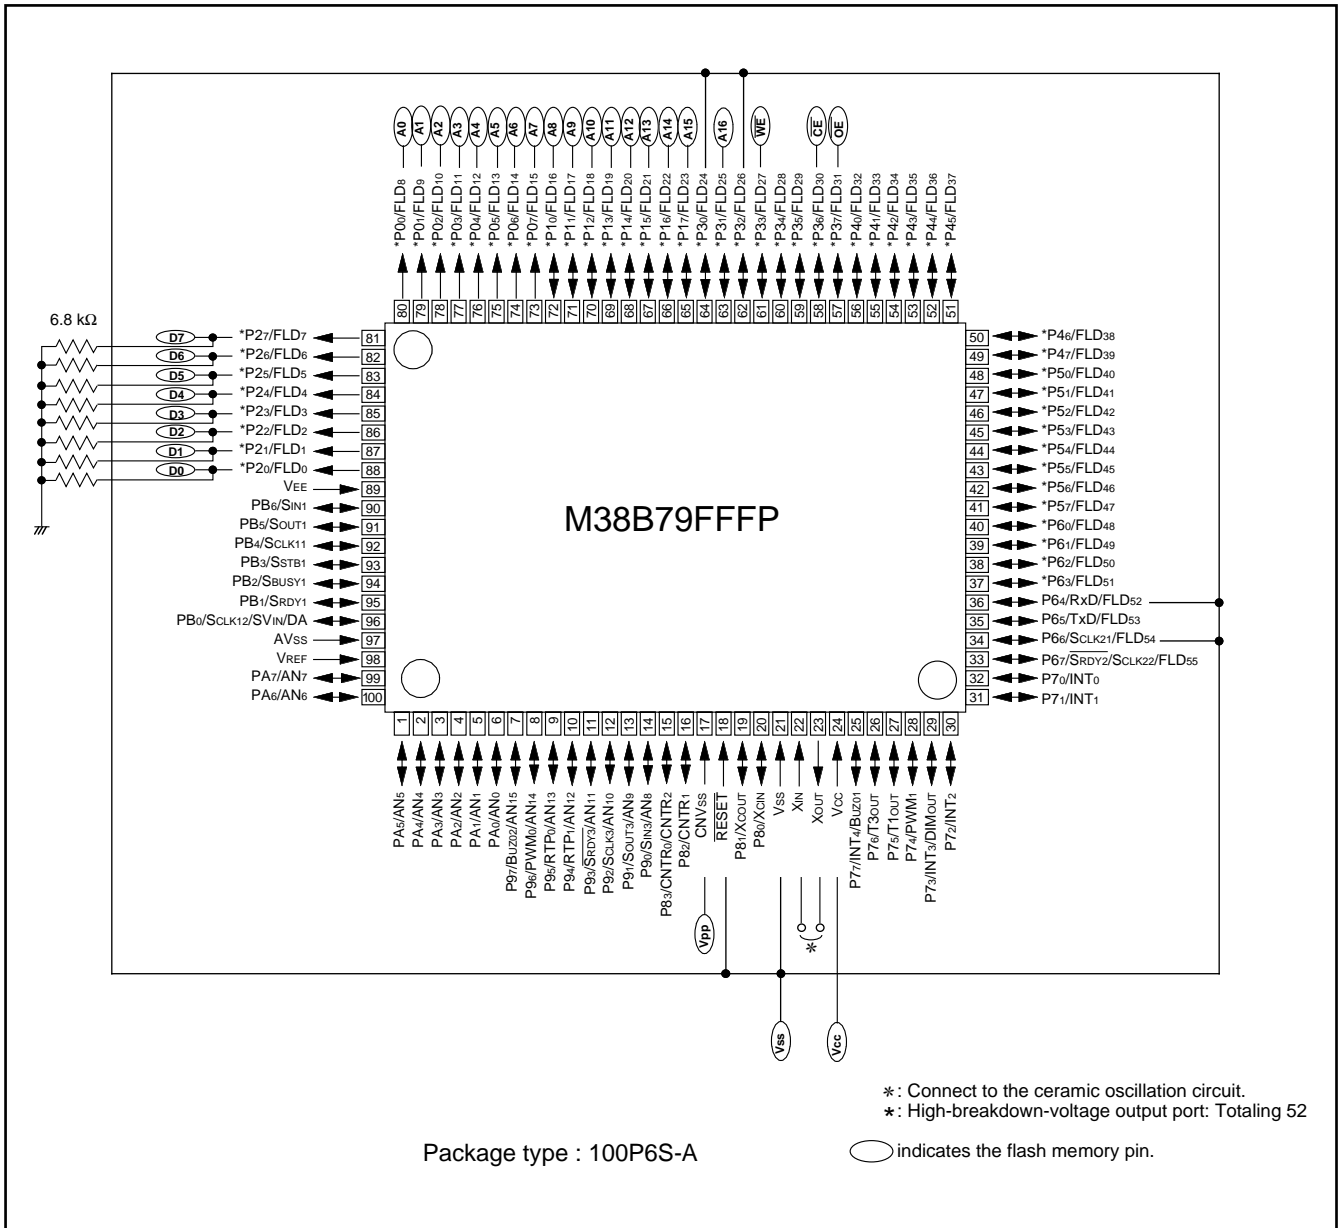 A0
A1
A2
A3
A4
A5
A6
A7
A8
A9
A10
A11
A12
A13
A14
A15
A16
WE
CE
OE
*P00/FLD8
*P01/FLD9
*P02/FLD10
*P03/FLD11
*P04/FLD12
*P05/FLD13
*P06/FLD14
*P07/FLD15
*P10/FLD16
*P11/FLD17
*P12/FLD18
*P13/FLD19
*P14/FLD20
*P15/FLD21
*P16/FLD22
*P17/FLD23
*P30/FLD24
*P31/FLD25
*P32/FLD26
*P33/FLD27
*P34/FLD28
*P35/FLD29
*P36/FLD30
*P37/FLD31
*P40/FLD32
*P41/FLD33
*P42/FLD34
*P43/FLD35
*P44/FLD36
*P45/FLD37
80 79 78 77 76 75 74 73 72 71 70 69 68 67 66 65 64 63 62 61 60 59 58 57 56 55 54 53 52 51
6.8 kΩ
D7 *P27/FLD7 81
D6 *P26/FLD6 82
D5 *P25/FLD5 83
D4 *P24/FLD4 84
D3 *P23/FLD3 85
D2 *P22/FLD2 86
D1 *P21/FLD1 87
D0 *P20/FLD0 88
VEE 89
PB6/SIN1 90
PB5/SOUT1 91
PB4/SCLK11 92
PB3/SSTB1 93
PB2/SBUSY1 94
PB1/SRDY1 95
PB0/SCLK12/SVIN/DA 96
AVSS 97
VREF 98
PA7/AN7 99
PA6/AN6 100
M38B79FFFP
50 *P46/FLD38
49 *P47/FLD39
48 *P50/FLD40
47 *P51/FLD41
46 *P52/FLD42
45 *P53/FLD43
44 *P54/FLD44
43 *P55/FLD45
42 *P56/FLD46
41 *P57/FLD47
40 *P60/FLD48
39 *P61/FLD49
38 *P62/FLD50
37 *P63/FLD51
36 P64/RxD/FLD52
35 P65/TxD/FLD53
34 P66/SCLK21/FLD54
33 P67/SRDY2/SCLK22/FLD55
32 P70/INT0
31 P71/INT1
1 2 3 4 5 6 7 8 9 10 11 12 13 14 15 16 17 18 19 20 21 22 23 24 25 26 27 28 29 30
PA5/AN5
PA4/AN4
PA3/AN3
PA2/AN2
PA1/AN1
PA0/AN0
P97/BUZ02/AN15
P96/PWM0/AN14
P95/RTP0/AN13
P94/RTP1/AN12
P93/SRDY3/AN11
P92/SCLK3/AN10
P91/SOUT3/AN9
P90/SIN3/AN8
P83/CNTR0/CNTR2
P82/CNTR1
CNVSS
RESET
P81/XCOUT
P80/XCIN
VSS
XIN
XOUT
VCC
P77/INT4/BUZ01
P76/T3OUT
P75/T1OUT
P74/PWM1
P73/INT3/DIMOUT
P72/INT2
Vpp
*
Vss
Vcc
*: Connect to the ceramic oscillation circuit.
*: High-breakdown-voltage output port: Totaling 52
Package type : 100P6S-A
indicates the flash memory pin.